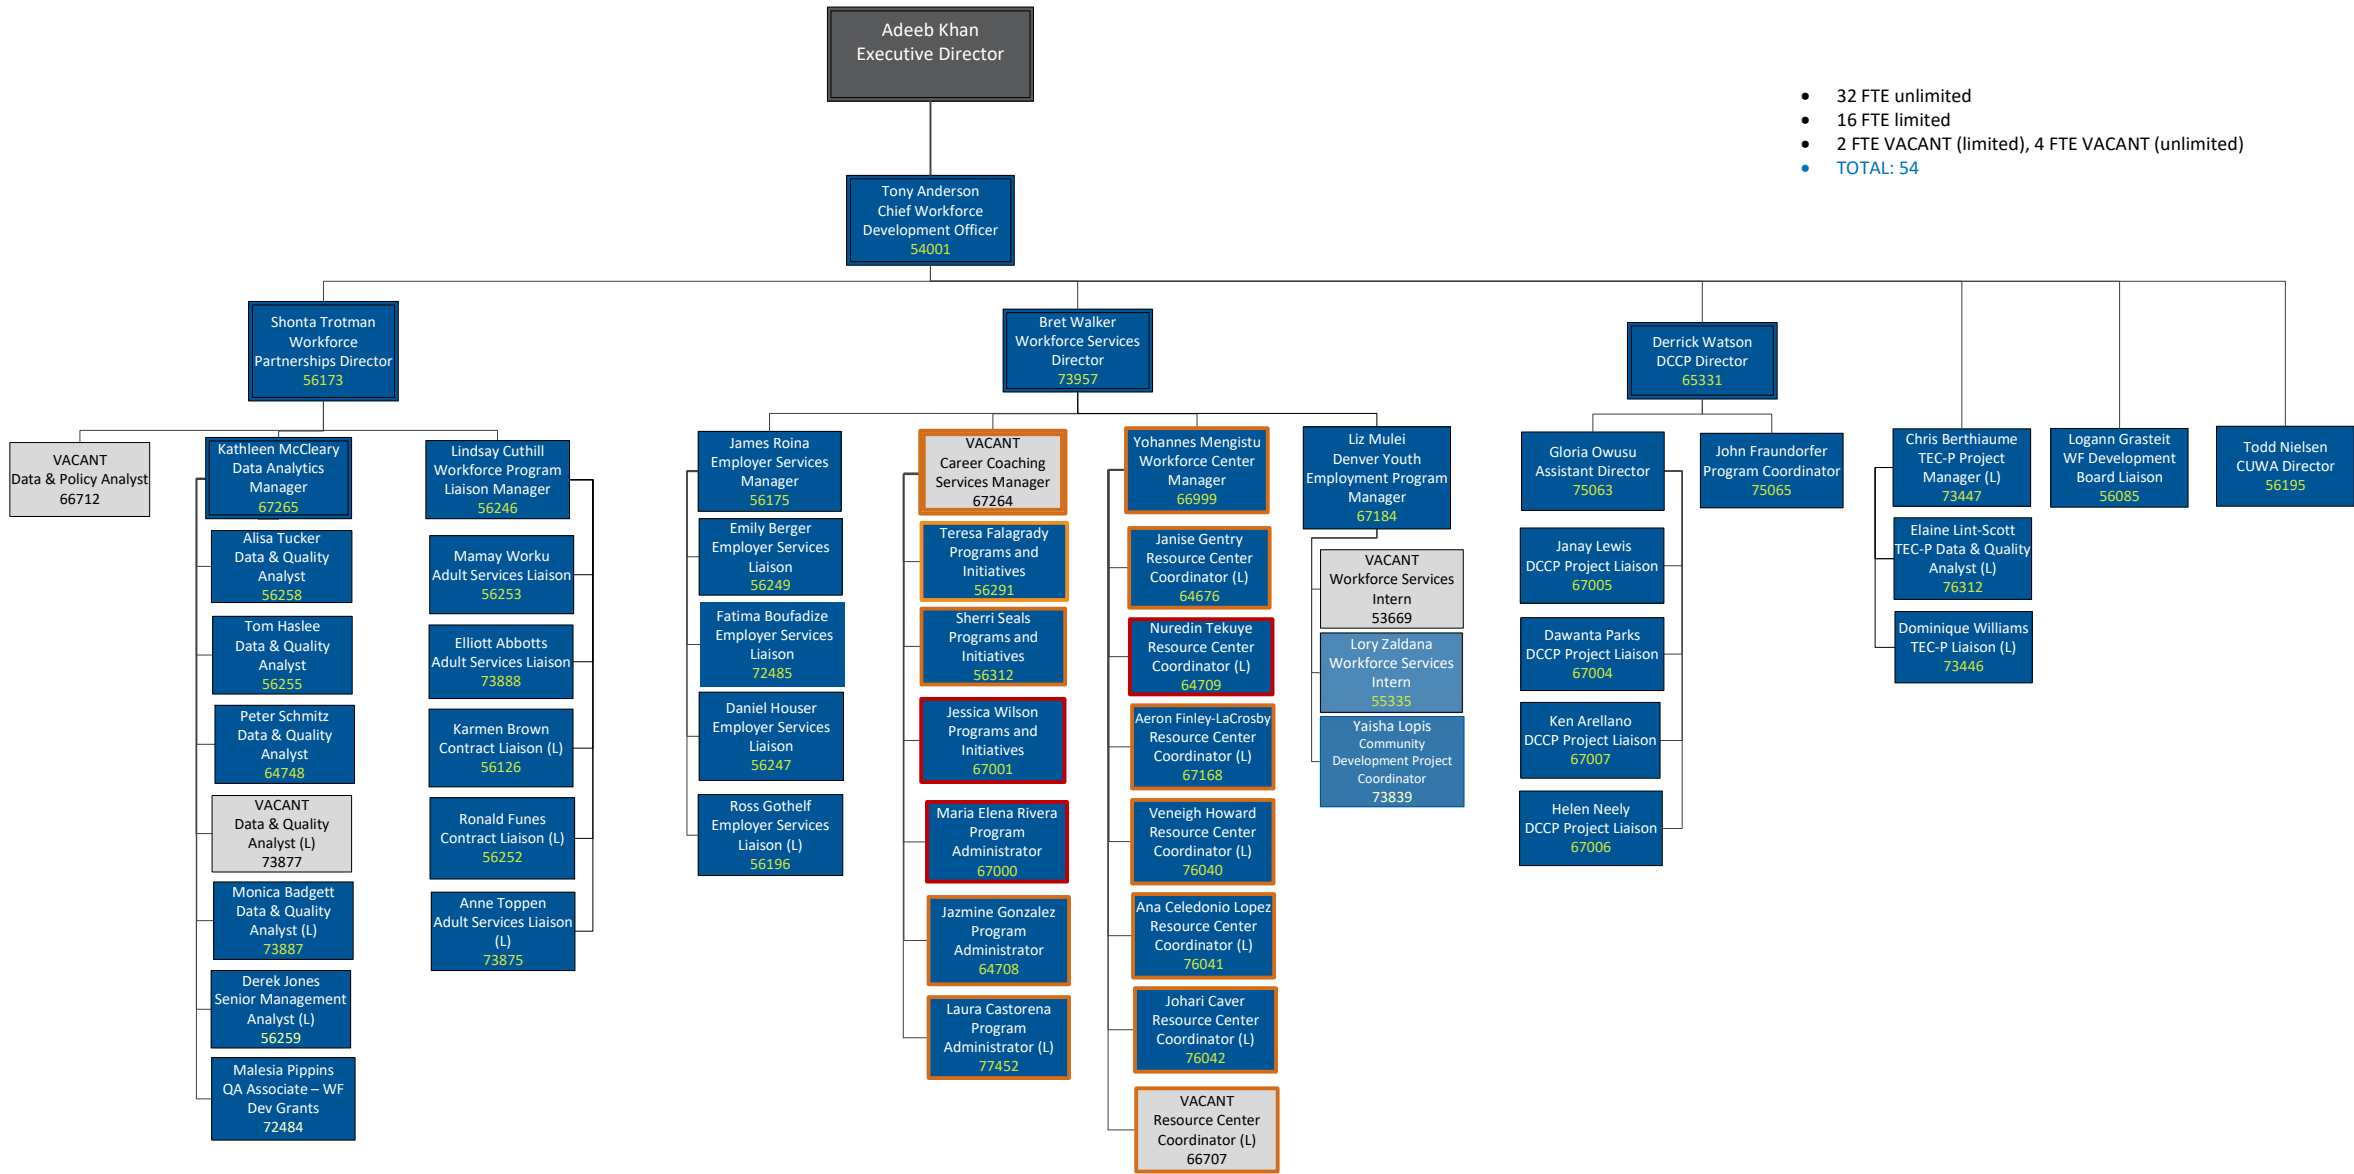 Adeeb Khan
Executive Director
• 32 FTE unlimited
• 16 FTE limited
• 2 FTE VACANT (limited), 4 FTE VACANT (unlimited)
• TOTAL: 54
Tony Anderson
Chief Workforce
Development Officer
54001
Shonta Trotman
Workforce
Partnerships Director
56173
Bret Walker
Workforce Services
Director
73957
Derrick Watson
DCCP Director
65331
VACANT
Data & Policy Analyst
66712
Kathleen McCleary
Data Analytics
Manager
67265
Alisa Tucker
Data & Quality
Analyst
56258
Tom Haslee
Data & Quality
Analyst
56255
Peter Schmitz
Data & Quality
Analyst
64748
VACANT
Data & Quality
Analyst (L)
73877
Monica Badgett
Data & Quality
Analyst (L)
73887
Derek Jones
Senior Management
Analyst (L)
56259
Malesia Pippins
QA Associate – WF
Dev Grants
72484
Lindsay Cuthill
Workforce Program
Liaison Manager
56246
Mamay Worku
Adult Services Liaison
56253
Elliott Abbotts
Adult Services Liaison
73888
Karmen Brown
Contract Liaison (L)
56126
Ronald Funes
Contract Liaison (L)
56252
Anne Toppen
Adult Services Liaison
(L)
73875
James Roina
Employer Services
Manager
56175
Emily Berger
Employer Services
Liaison
56249
Fatima Boufadize
Employer Services
Liaison
72485
Daniel Houser
Employer Services
Liaison
56247
Ross Gothelf
Employer Services
Liaison (L)
56196
VACANT
Career Coaching
Services Manager
67264
Teresa Falagrady
Programs and
Initiatives
56291
Sherri Seals
Programs and
Initiatives
56312
Jessica Wilson
Programs and
Initiatives
67001
Maria Elena Rivera
Program
Administrator
67000
Jazmine Gonzalez
Program
Administrator
64708
Laura Castorena
Program
Administrator (L)
77452
Yohannes Mengistu
Workforce Center
Manager
66999
Janise Gentry
Resource Center
Coordinator (L)
64676
Nuredin Tekuye
Resource Center
Coordinator (L)
64709
Aeron Finley-LaCrosby
Resource Center
Coordinator (L)
67168
Veneigh Howard
Resource Center
Coordinator (L)
76040
Ana Celedonio Lopez
Resource Center
Coordinator (L)
76041
Johari Caver
Resource Center
Coordinator (L)
76042
VACANT
Resource Center
Coordinator (L)
66707
Liz Mulei
Denver Youth
Employment Program
Manager
67184
VACANT
Workforce Services
Intern
53669
Lory Zaldana
Workforce Services
Intern
55335
Yaisha Lopis
Community
Development Project
Coordinator
73839
Gloria Owusu
Assistant Director
75063
Janay Lewis
DCCP Project Liaison
67005
Dawanta Parks
DCCP Project Liaison
67004
Ken Arellano
DCCP Project Liaison
67007
Helen Neely
DCCP Project Liaison
67006
John Fraundorfer
Program Coordinator
75065
Chris Berthiaume
TEC-P Project
Manager (L)
73447
Elaine Lint-Scott
TEC-P Data & Quality
Analyst (L)
76312
Dominique Williams
TEC-P Liaison (L)
73446
Logann Grasteit
WF Development
Board Liaison
56085
Todd Nielsen
CUWA Director
56195